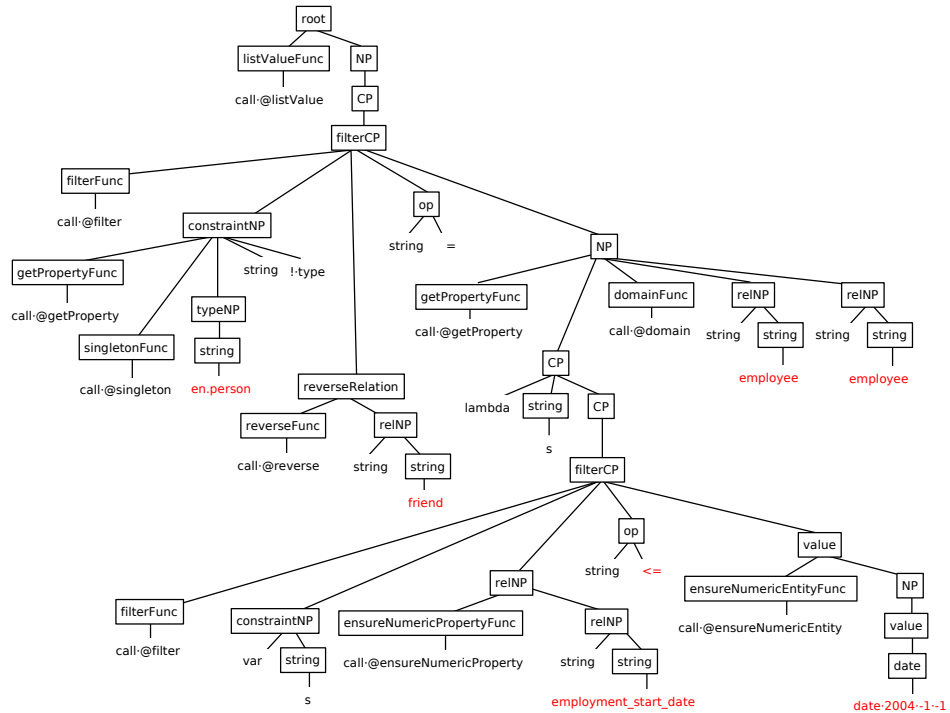 root
listValueFunc NP
call·@listValue CP
filterCP
filterFunc op
call·@filter constraintNP string = NP
getPropertyFunc string !·type getPropertyFunc domainFunc relNP relNP
call·@getProperty typeNP call·@getProperty call·@domain string string string string
singletonFunc string CP employee employee
call·@singleton en.person reverseRelation lambda string CP
reverseFunc relNP s
call·@reverse string string filterCP
friend
op value
string <=
relNP ensureNumericEntityFunc NP
filterFunc constraintNP ensureNumericPropertyFunc relNP call·@ensureNumericEntity value
call·@filter var string call·@ensureNumericProperty string string date
s employment_start_date date·2004·-1·-1